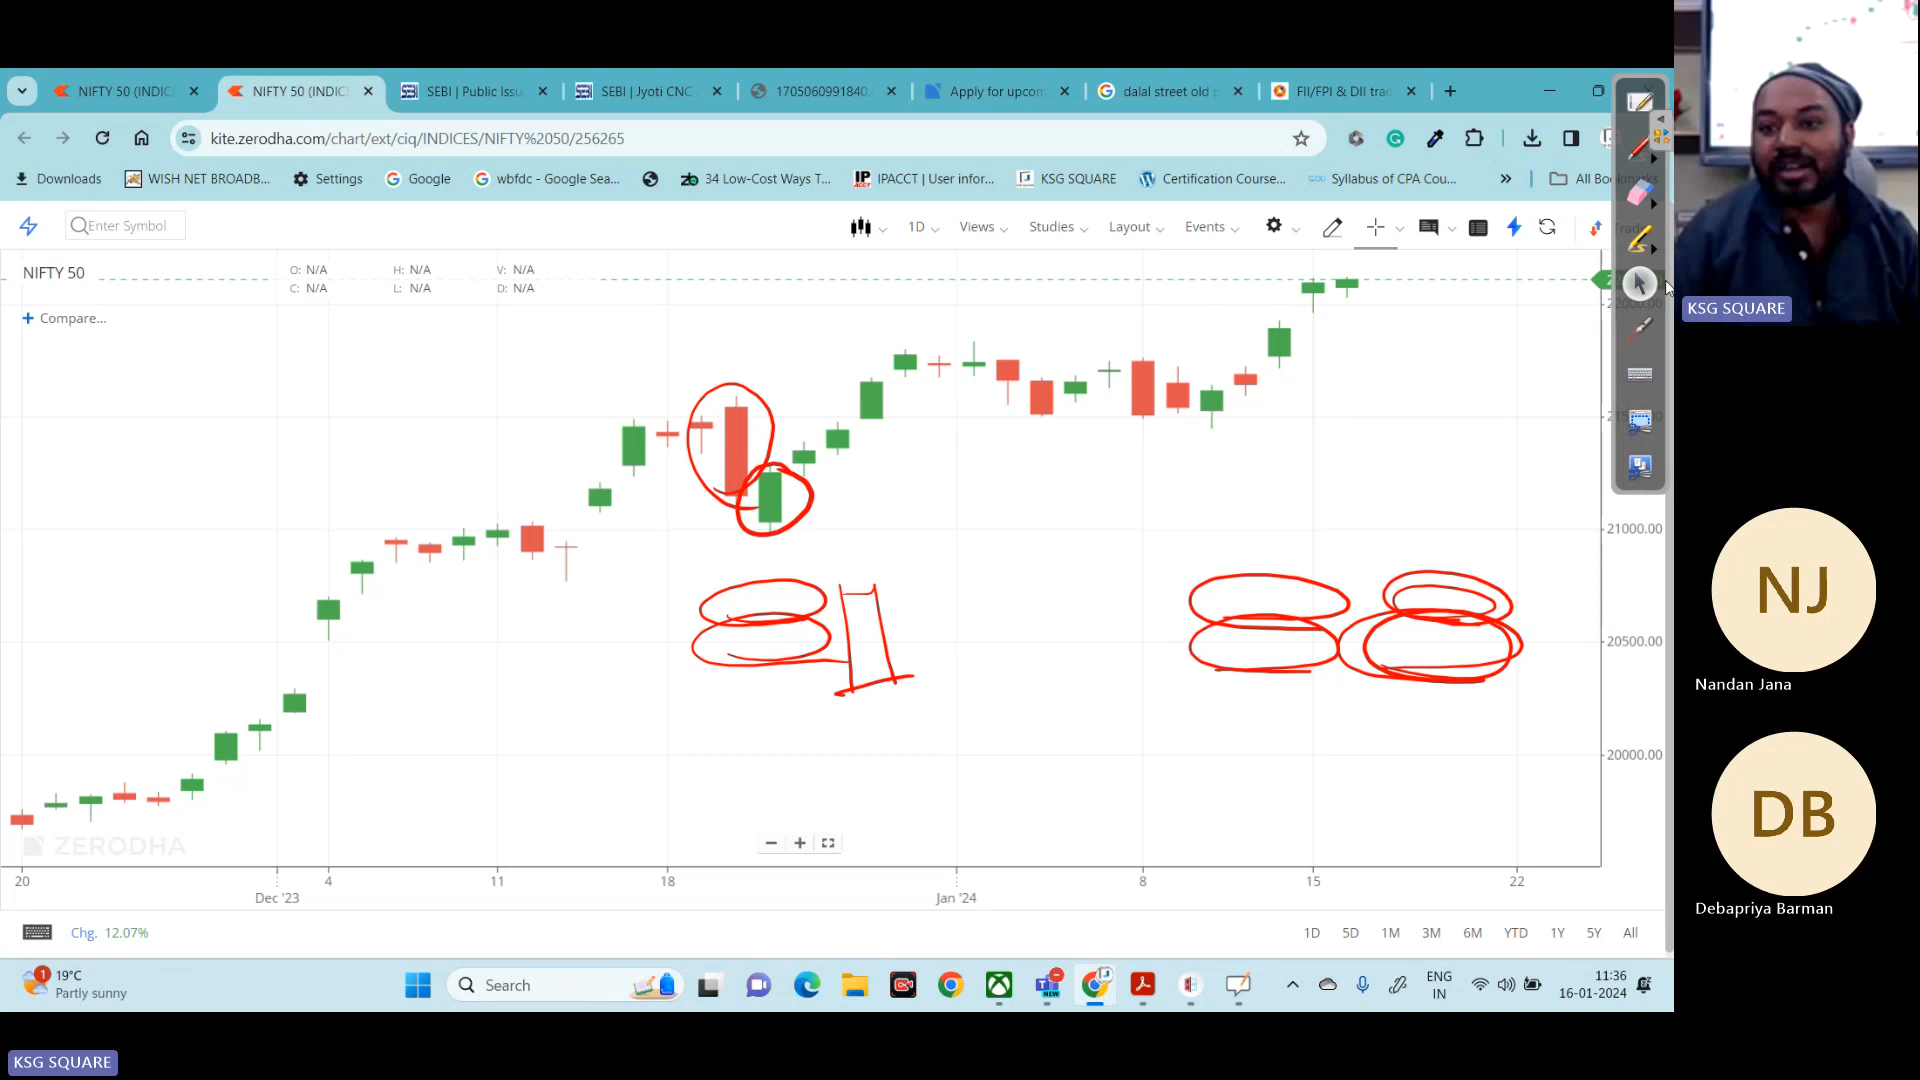 NIFTY 50 (INDIC
NIFTY 50 (INDIC
SEBI | Public Issu
SEBI | Jyoti CNC
1705060991840
Apply for upcom
dalal street old p
FII/FPI & DII trac
kite.zerodha.com/chart/ext/ciq/INDICES/NIFTY%2050/256265
Downloads
WISH NET BROADB...
Settings
Google
wbfdc - Google Sea...
34 Low-Cost Ways T...
IPACCT | User infor...
KSG SQUARE
Certification Course...
Syllabus of CPA Cou...
All Bookmarks
Enter Symbol
1D
Views
Studies
Layout
Events
NIFTY 50
O: N/A
H: N/A
V: N/A
C: N/A
L: N/A
D: N/A
+ Compare...
KSG SQUARE
21000.00
20500.00
20000.00
ZERODHA
20
4
11
18
8
15
22
Dec '23
Jan '24
Chg. 12.07%
1D
5D
1M
3M
6M
YTD
1Y
5Y
All
NJ
Nandan Jana
DB
Debapriya Barman
1
19°C
Partly sunny
Search
NEW
ENG
IN
11:36
16-01-2024
KSG SQUARE